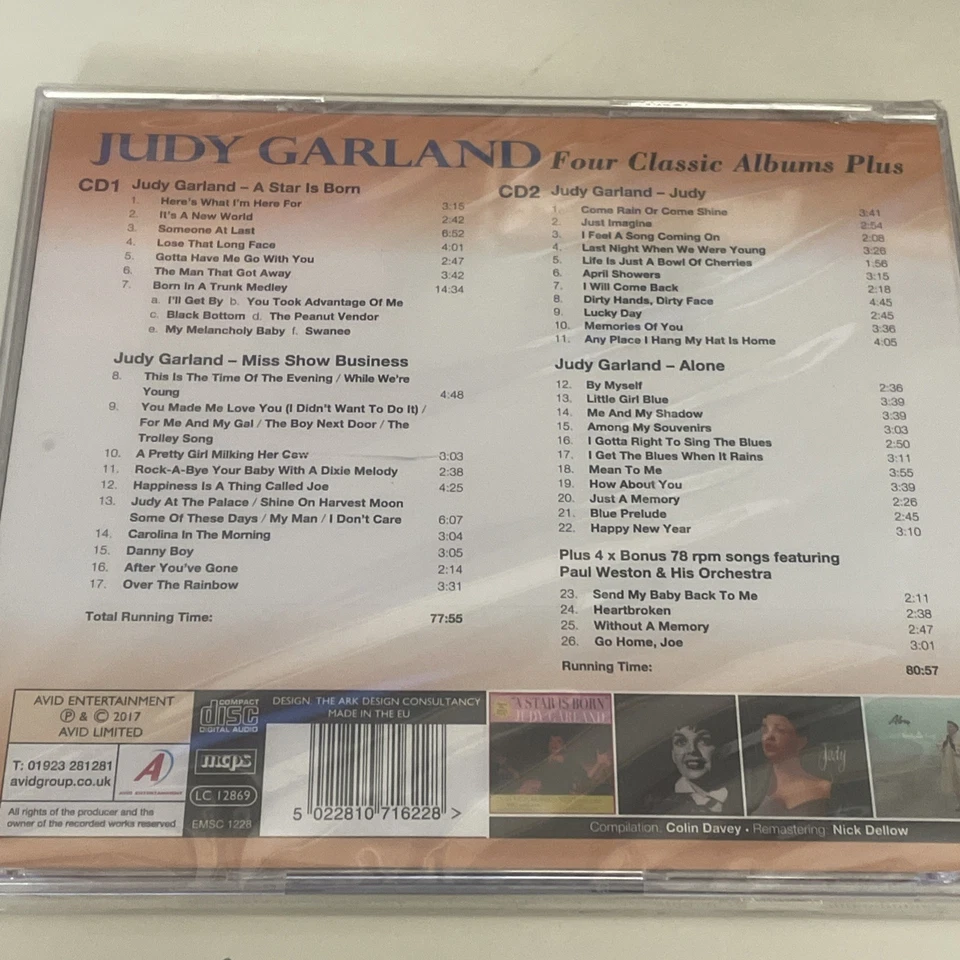 JUDY GARLAND Four Classic Albums Plus
CD1 Judy Garland – A Star Is Born
1. Here's What I'm Here For 3:15
2. It's A New World 2:42
3. Someone At Last 6:52
4. Lose That Long Face 4:01
5. Gotta Have Me Go With You 2:47
6. The Man That Got Away 3:42
7. Born In A Trunk Medley 14:34
a. I'll Get By b. You Took Advantage Of Me
c. Black Bottom d. The Peanut Vendor
e. My Melancholy Baby f. Swanee
Judy Garland – Miss Show Business
8. This Is The Time Of The Evening / While We're
Young 4:48
9. You Made Me Love You (I Didn't Want To Do It) /
For Me And My Gal / The Boy Next Door / The
Trolley Song
10. A Pretty Girl Milking Her Cow 3:03
11. Rock-A-Bye Your Baby With A Dixie Melody 2:38
12. Happiness Is A Thing Called Joe 4:25
13. Judy At The Palace / Shine On Harvest Moon
Some Of These Days / My Man / I Don't Care 6:07
14. Carolina In The Morning 3:04
15. Danny Boy 3:05
16. After You've Gone 2:14
17. Over The Rainbow 3:31
Total Running Time: 77:55
CD2 Judy Garland – Judy
1. Come Rain Or Come Shine 3:41
2. Just Imagine 2:54
3. I Feel A Song Coming On 2:08
4. Last Night When We Were Young 3:26
5. Life Is Just A Bowl Of Cherries 1:56
6. April Showers 3:15
7. I Will Come Back 2:18
8. Dirty Hands, Dirty Face 4:45
9. Lucky Day 2:45
10. Memories Of You 3:36
11. Any Place I Hang My Hat Is Home 4:05
Judy Garland – Alone
12. By Myself 2:36
13. Little Girl Blue 3:39
14. Me And My Shadow 3:39
15. Among My Souvenirs 3:03
16. I Gotta Right To Sing The Blues 2:50
17. I Get The Blues When It Rains 3:11
18. Mean To Me 3:55
19. How About You 3:39
20. Just A Memory 2:26
21. Blue Prelude 2:45
22. Happy New Year 3:10
Plus 4 x Bonus 78 rpm songs featuring
Paul Weston & His Orchestra
23. Send My Baby Back To Me 2:11
24. Heartbroken 2:38
25. Without A Memory 2:47
26. Go Home, Joe 3:01
Running Time: 80:57
AVID ENTERTAINMENT
℗ & © 2017
AVID LIMITED
T: 01923 281281
avidgroup.co.uk
A
AVID ENTERTAINMENT
All rights of the producer and the
owner of the recorded works reserved
COMPACT
disc
DIGITAL AUDIO
mcps
LC 12869
EMSC 1228
DESIGN: THE ARK DESIGN CONSULTANCY
MADE IN THE EU
5 022810 716228 >
A STAR IS BORN
JUDY GARLAND
Judy
Alone
Compilation: Colin Davey • Remastering: Nick Dellow